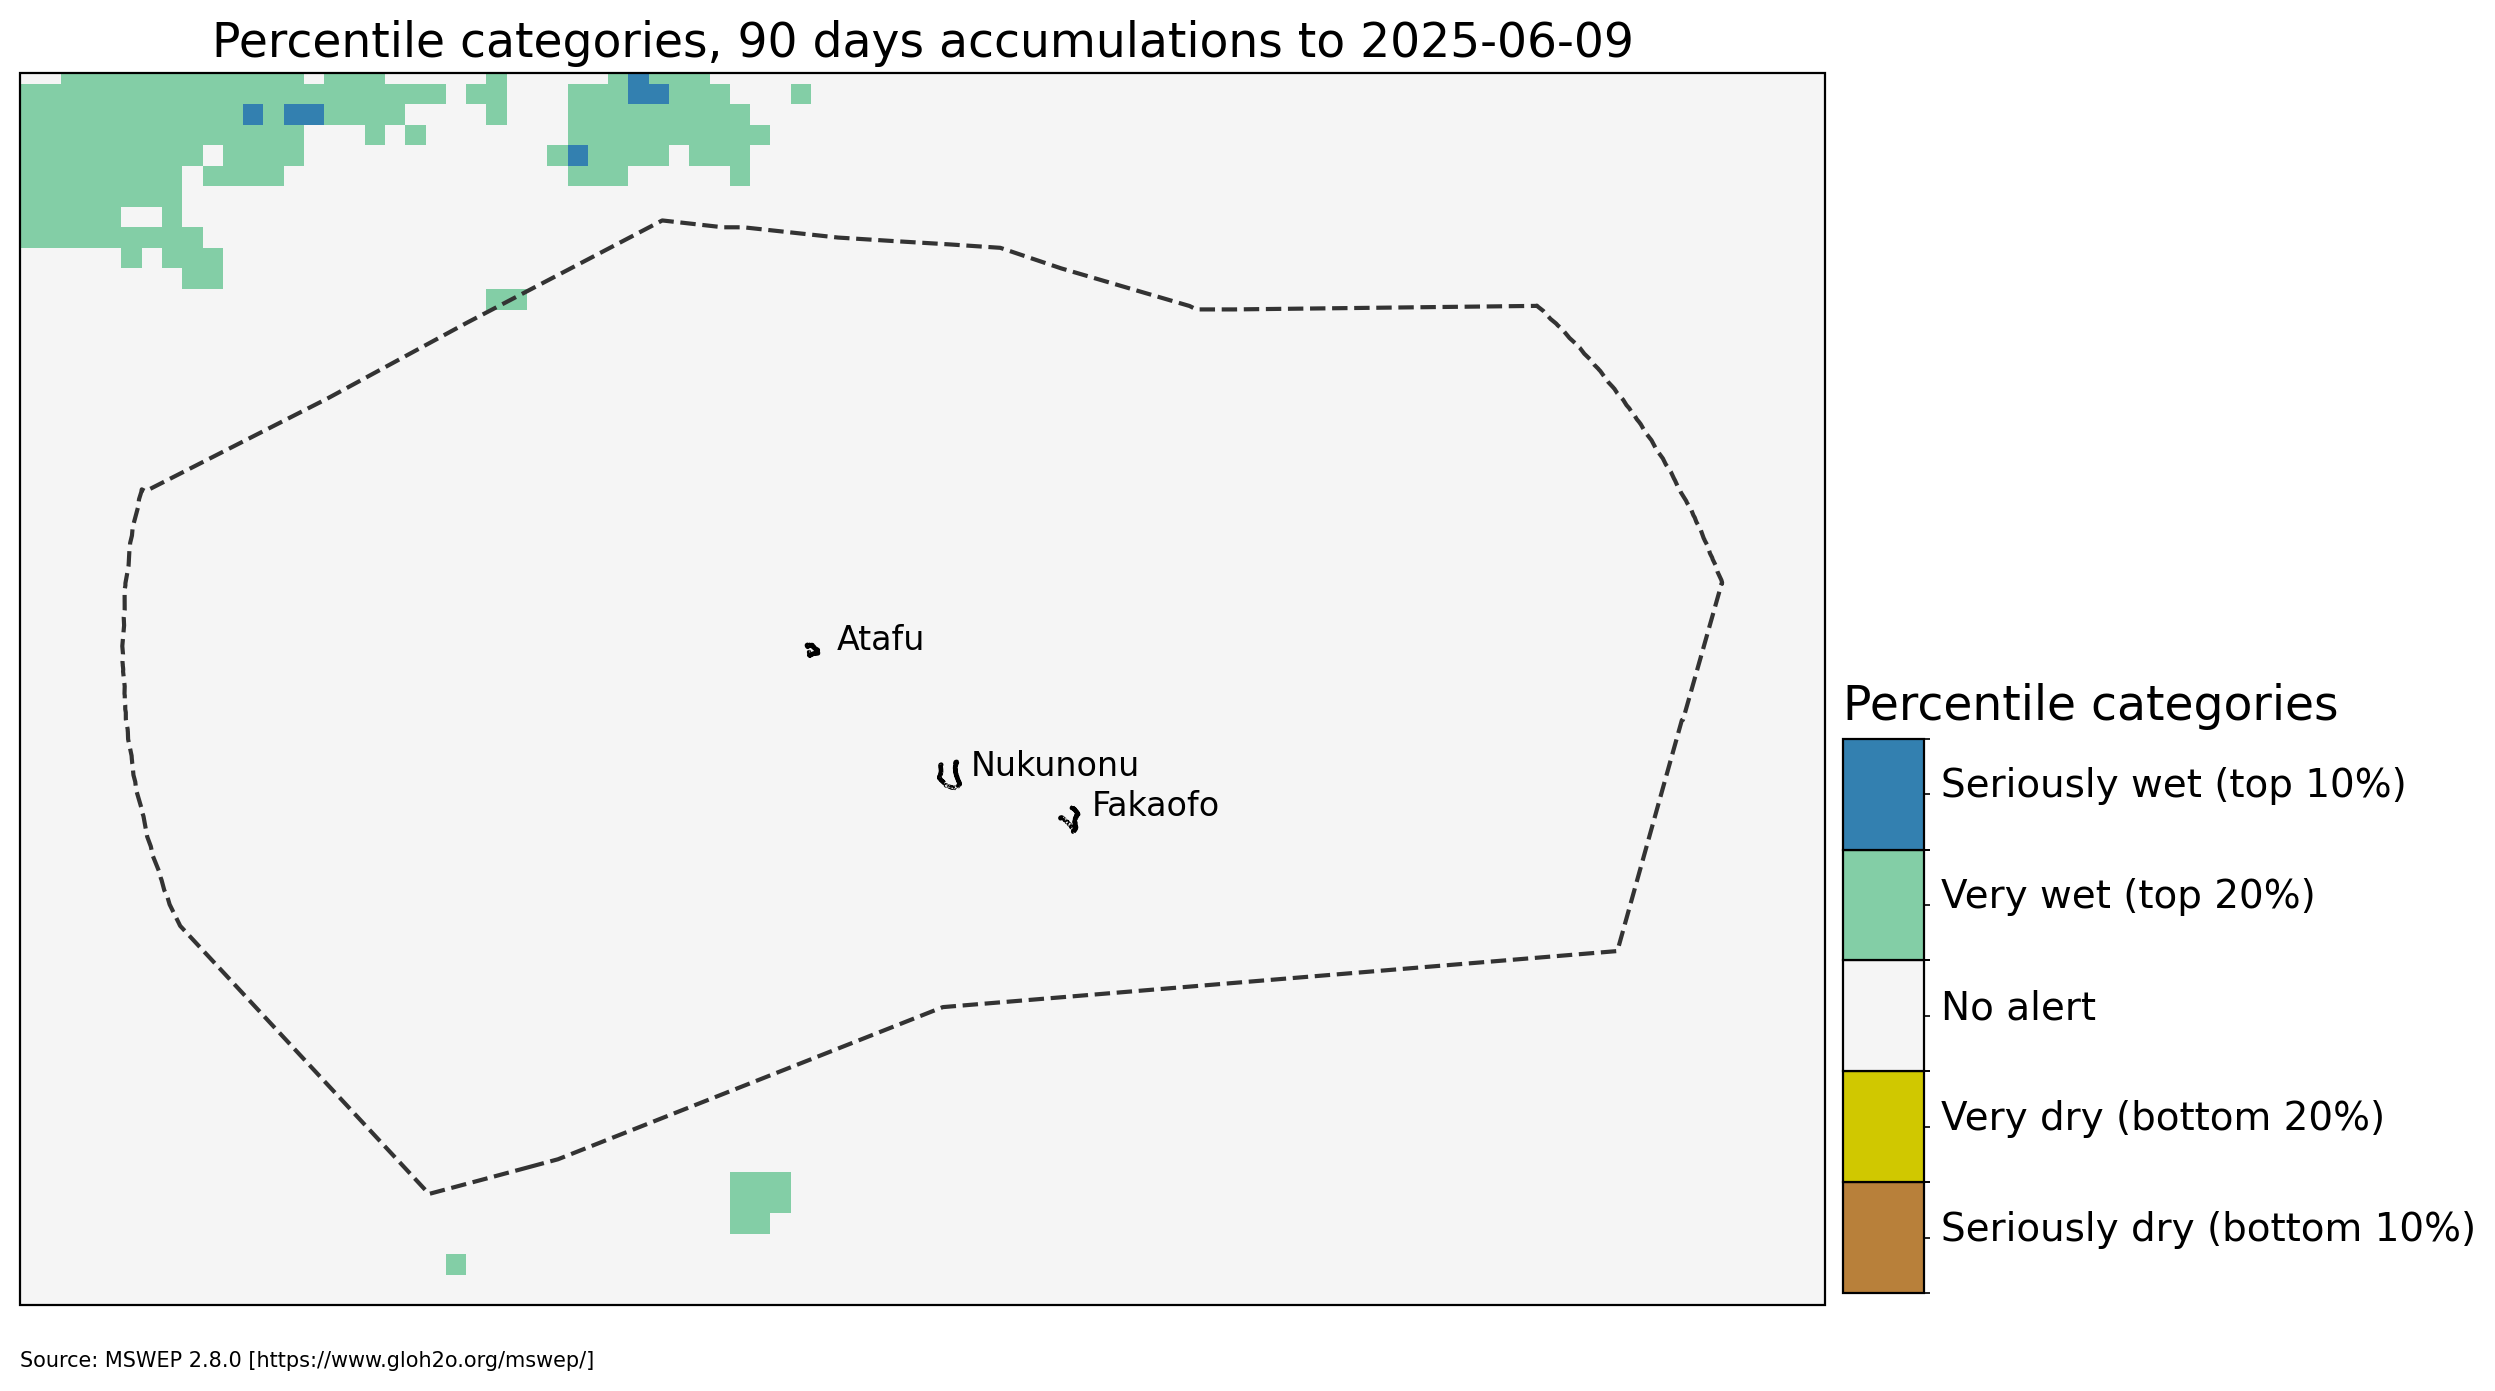 Percentile categories, 90 days accumulations to 2025-06-09
Atafu
Nukunonu
Fakaofo
Percentile categories
Seriously wet (top 10%)
Very wet (top 20%)
No alert
Very dry (bottom 20%)
Seriously dry (bottom 10%)
Source: MSWEP 2.8.0 [https://www.gloh2o.org/mswep/]